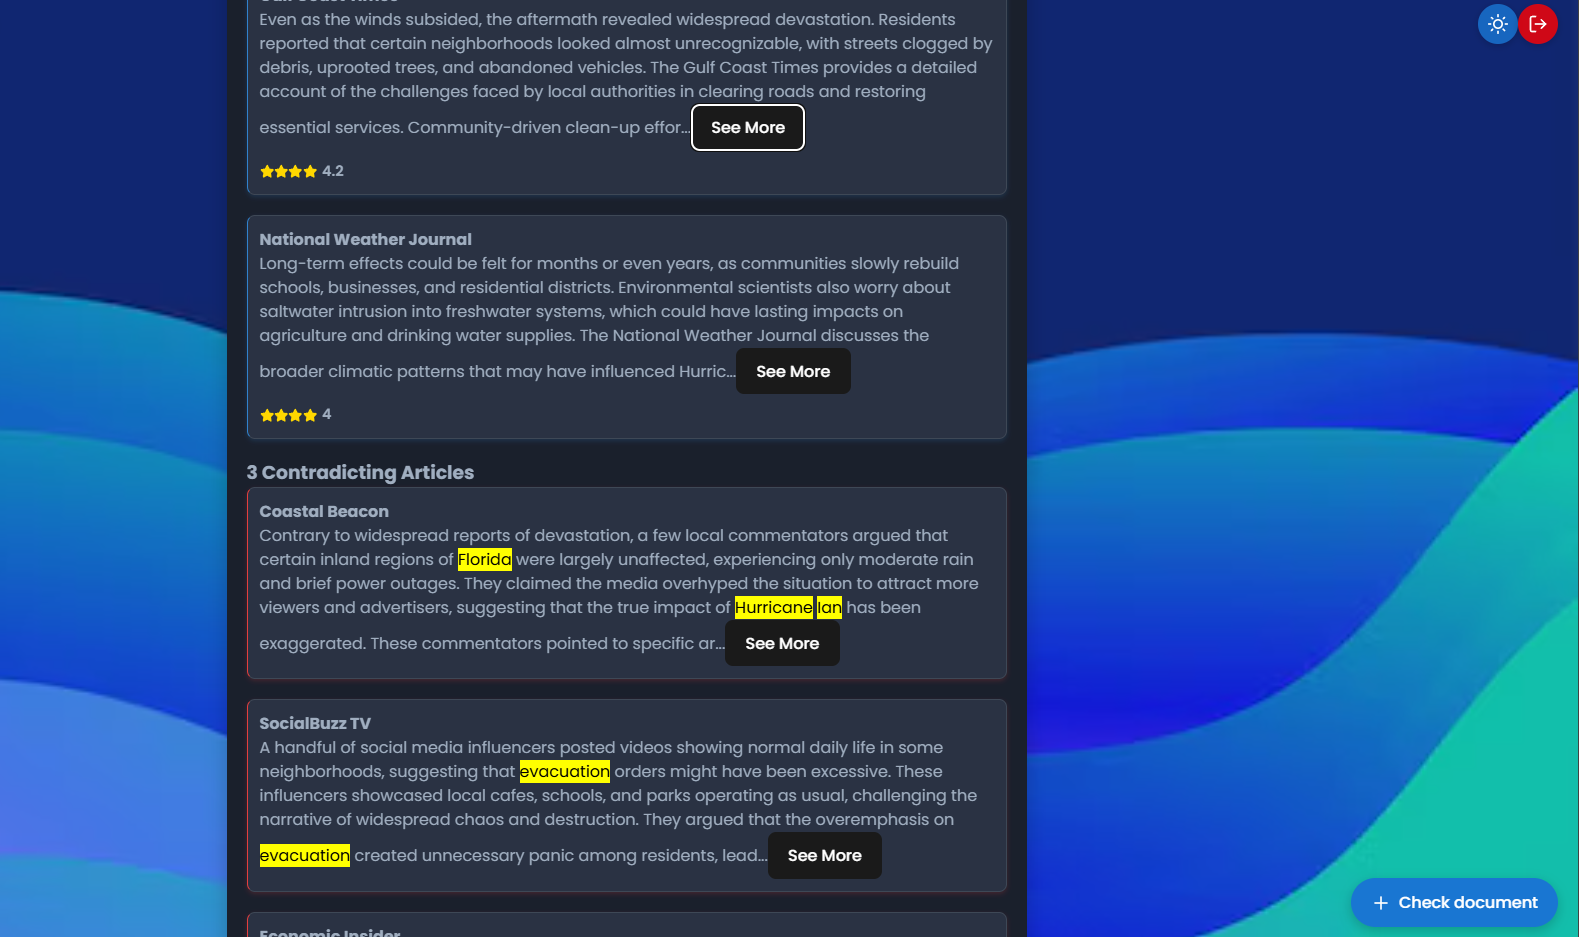 Even as the winds subsided, the aftermath revealed widespread devastation. Residents
reported that certain neighborhoods looked almost unrecognizable, with streets clogged by
debris, uprooted trees, and abandoned vehicles. The Gulf Coast Times provides a detailed
account of the challenges faced by local authorities in clearing roads and restoring
essential services. Community-driven clean-up effor... See More
4.2
National Weather Journal
Long-term effects could be felt for months or even years, as communities slowly rebuild
schools, businesses, and residential districts. Environmental scientists also worry about
saltwater intrusion into freshwater systems, which could have lasting impacts on
agriculture and drinking water supplies. The National Weather Journal discusses the
broader climatic patterns that may have influenced Hurric... See More
4
3 Contradicting Articles
Coastal Beacon
Contrary to widespread reports of devastation, a few local commentators argued that
certain inland regions of Florida were largely unaffected, experiencing only moderate rain
and brief power outages. They claimed the media overhyped the situation to attract more
viewers and advertisers, suggesting that the true impact of Hurricane Ian has been
exaggerated. These commentators pointed to specific ar... See More
SocialBuzz TV
A handful of social media influencers posted videos showing normal daily life in some
neighborhoods, suggesting that evacuation orders might have been excessive. These
influencers showcased local cafes, schools, and parks operating as usual, challenging the
narrative of widespread chaos and destruction. They argued that the overemphasis on
evacuation created unnecessary panic among residents, lead... See More
Economic Insider
Check document